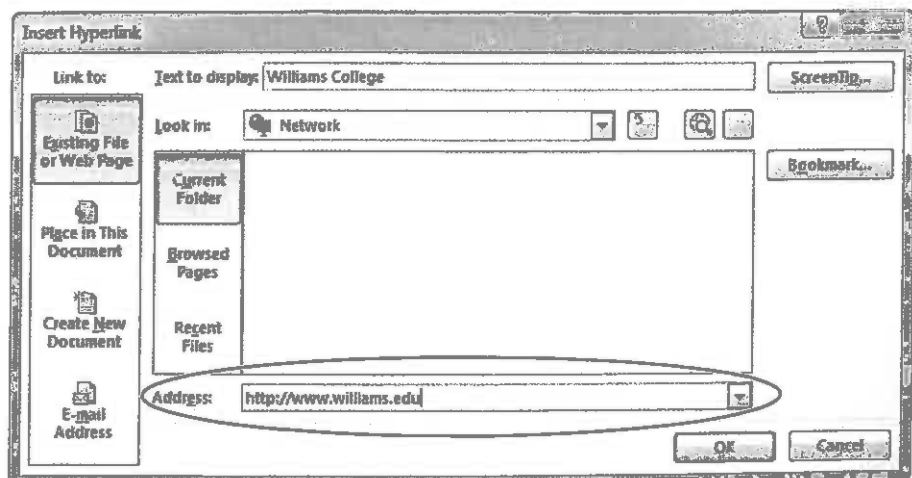 Insert Hyperlink
Link to:
Text to display: Williams College
ScreenTip...
Existing File
or Web Page
Look in:
Network
Bookmark...
Current
Folder
Place in This
Document
Browsed
Pages
Create New
Document
Recent
Files
E-mail
Address
Address: http://www.williams.edu
OK
Cancel